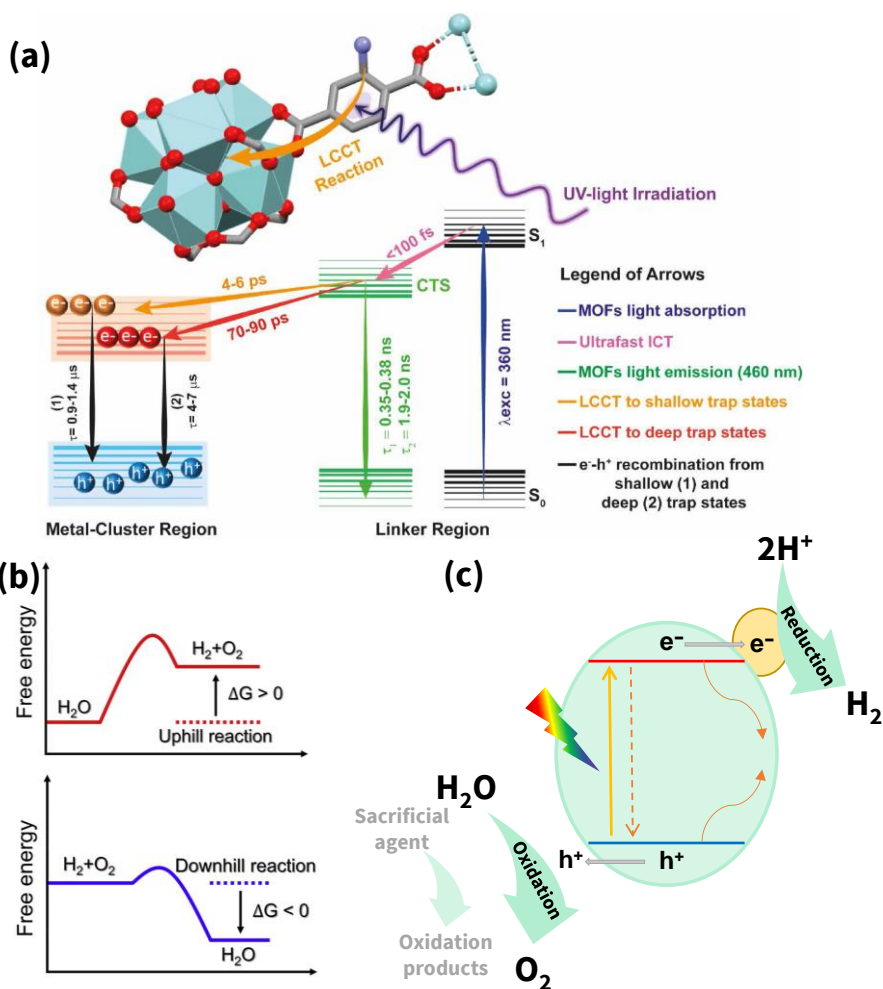 (a)
LCCT
Reaction
UV-light Irradiation
<100 fs
S₁
4-6 ps
CTS
70-90 ps
e- e- e-
e- e- e-
(1)
τ= 0.9-1.4 μs
(2)
τ= 4-7 μs
τ₁ = 0.35-0.38 ns
τ₂ = 1.9-2.0 ns
λexc = 360 nm
h⁺ h⁺ h⁺ h⁺ h⁺
S₀
Metal-Cluster Region
Linker Region
Legend of Arrows
MOFs light absorption
Ultrafast ICT
MOFs light emission (460 nm)
LCCT to shallow trap states
LCCT to deep trap states
e⁻-h⁺ recombination from
shallow (1) and
deep (2) trap states
(b)
Free energy
H₂O
H₂+O₂
ΔG > 0
Uphill reaction
Free energy
H₂+O₂
Downhill reaction
ΔG < 0
H₂O
(c)
2H⁺
Reduction
e⁻ e⁻
H₂
H₂O
Sacrificial
agent
Oxidation
h⁺ h⁺
Oxidation
products
O₂